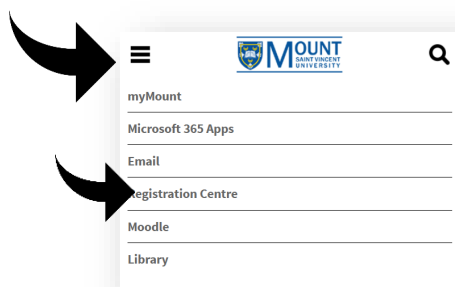 MOUNT
SAINT VINCENT
UNIVERSITY
myMount
Microsoft 365 Apps
Email
Registration Centre
Moodle
Library